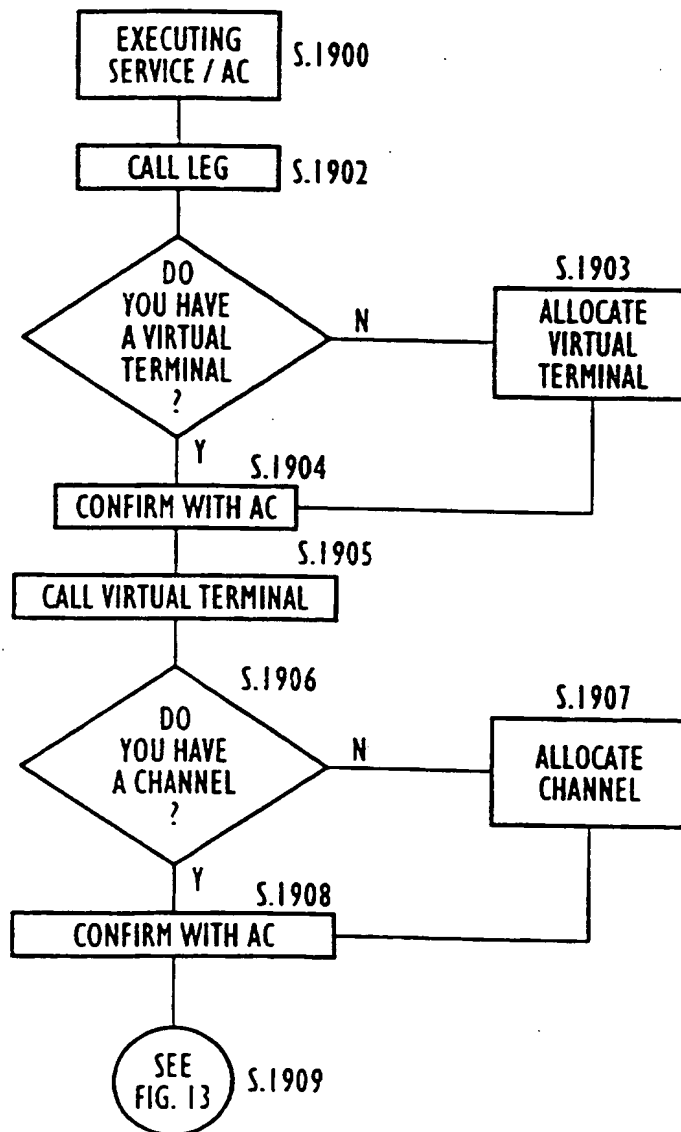 EXECUTING
SERVICE / AC
S.1900
CALL LEG
S.1902
DO
YOU HAVE
A VIRTUAL
TERMINAL
?
N
S.1903
ALLOCATE
VIRTUAL
TERMINAL
Y
S.1904
CONFIRM WITH AC
S.1905
CALL VIRTUAL TERMINAL
S.1906
DO
YOU HAVE
A CHANNEL
?
N
S.1907
ALLOCATE
CHANNEL
Y
S.1908
CONFIRM WITH AC
SEE
FIG. 13
S.1909